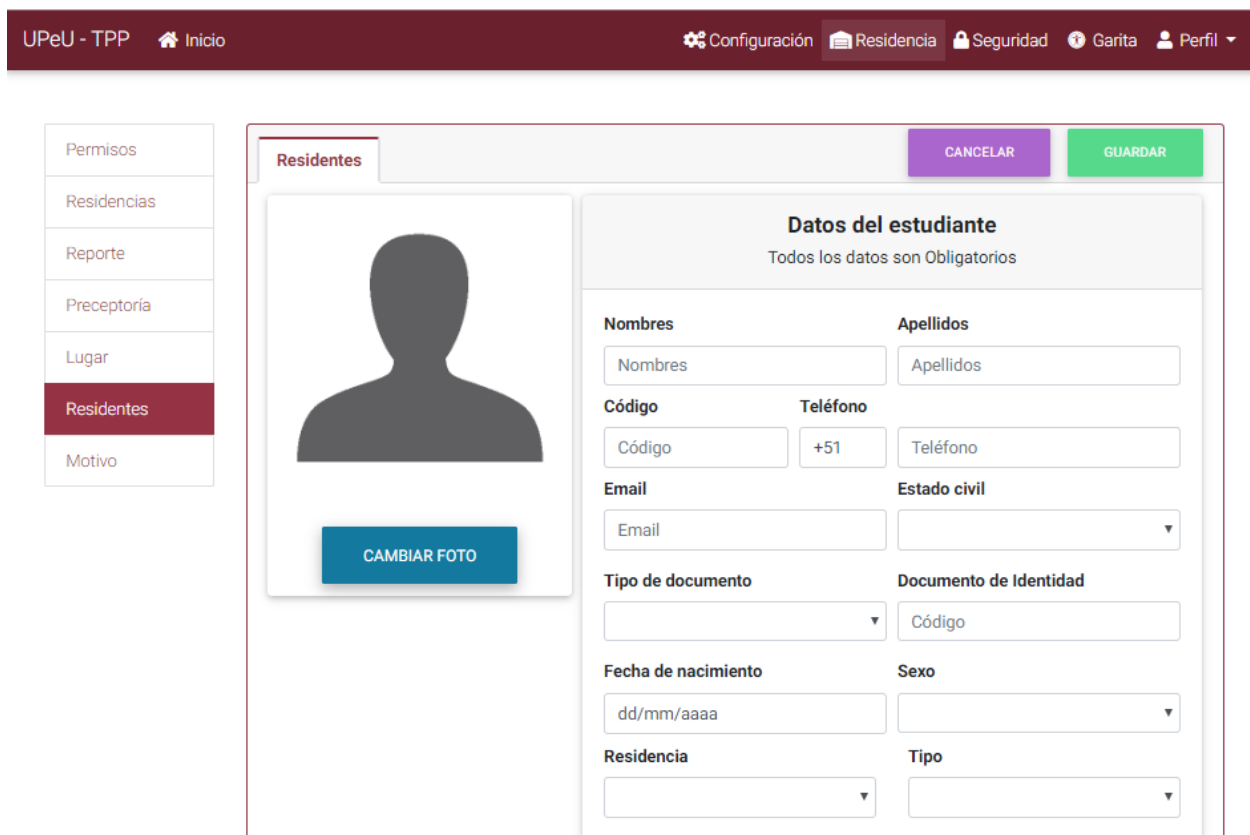 UPeU - TPP Inicio Configuración Residencia Seguridad Garita Perfil
Permisos
Residencias
Reporte
Preceptoría
Lugar
Residentes
Motivo
Residentes CANCELAR GUARDAR
CAMBIAR FOTO
Datos del estudiante
Todos los datos son Obligatorios
Nombres Apellidos
Nombres Apellidos
Código Teléfono
Código +51 Teléfono
Email Estado civil
Email
Tipo de documento Documento de Identidad
Código
Fecha de nacimiento Sexo
dd/mm/aaaa
Residencia Tipo